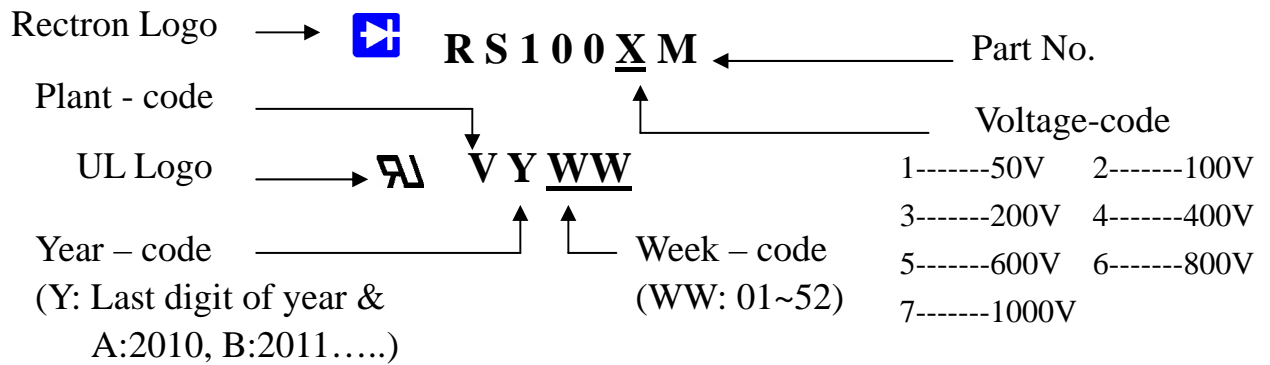 Rectron Logo
R S 1 0 0 X M
Part No.
Plant - code
Voltage-code
UL Logo
V Y WW
1-------50V 2-------100V
3-------200V 4-------400V
Year – code
Week – code
5-------600V 6-------800V
(Y: Last digit of year &
(WW: 01~52)
7-------1000V
A:2010, B:2011…..)